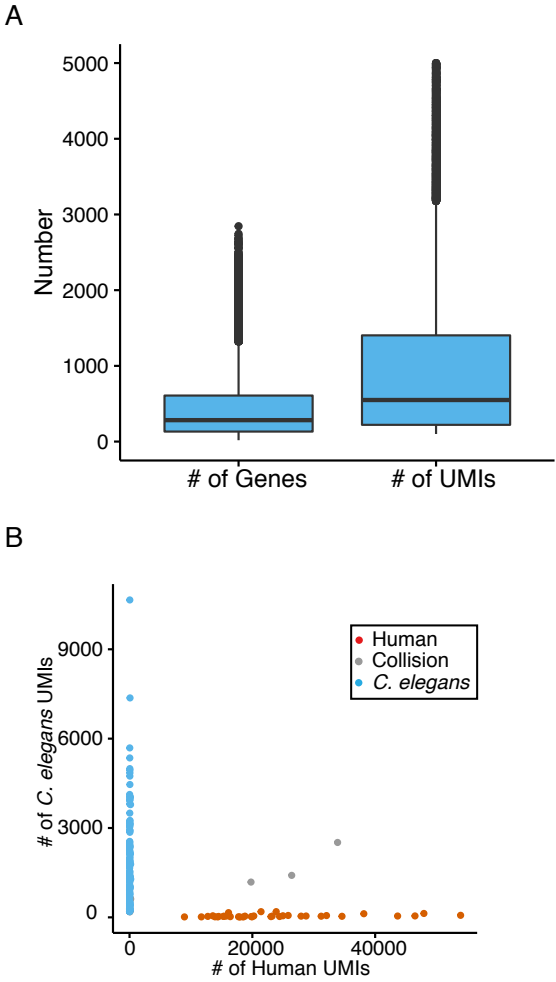 A
5000
4000
3000
2000
1000
0
Number
# of Genes
# of UMIs
B
9000
6000
3000
0
# of C. elegans UMIs
Human
Collision
C. elegans
0
20000
40000
# of Human UMIs